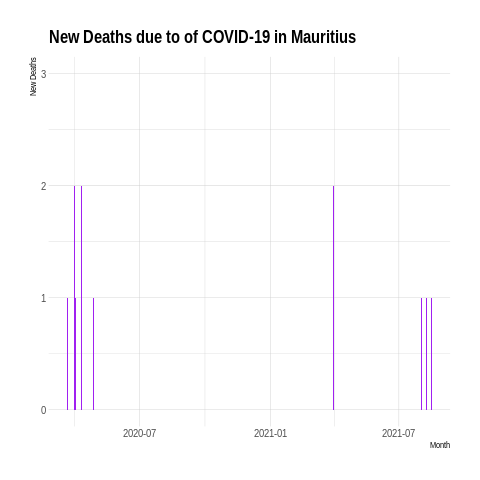 New Deaths due to of COVID-19 in Mauritius
New Deaths
3
2
1
0
2020-07 2021-01 2021-07
Month